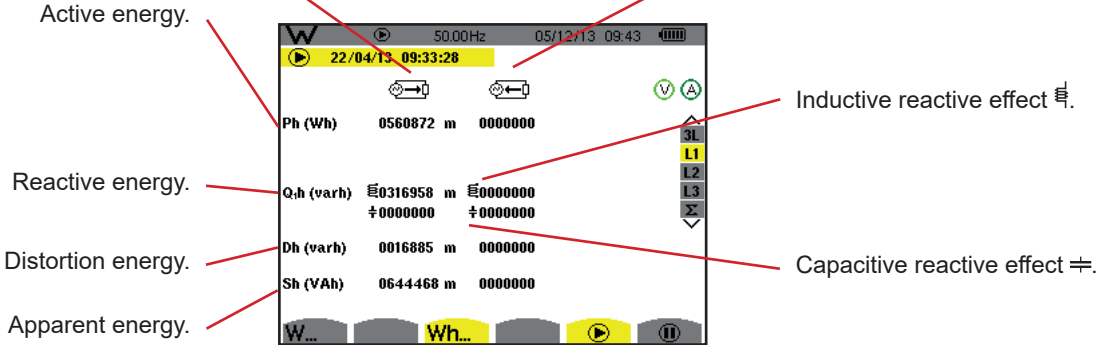 Active energy.
W 50.00Hz 05/12/13 09:43
22/04/13 09:33:28
V A
Inductive reactive effect .
Ph (Wh) 0560872 m 0000000
3L
L1
L2
L3
Σ
Reactive energy.
Q₁h (varh) 0316958 m 0000000
0000000 0000000
Capacitive reactive effect .
Distortion energy.
Dh (varh) 0016885 m 0000000
Sh (VAh) 0644468 m 0000000
Apparent energy.
W... Wh...